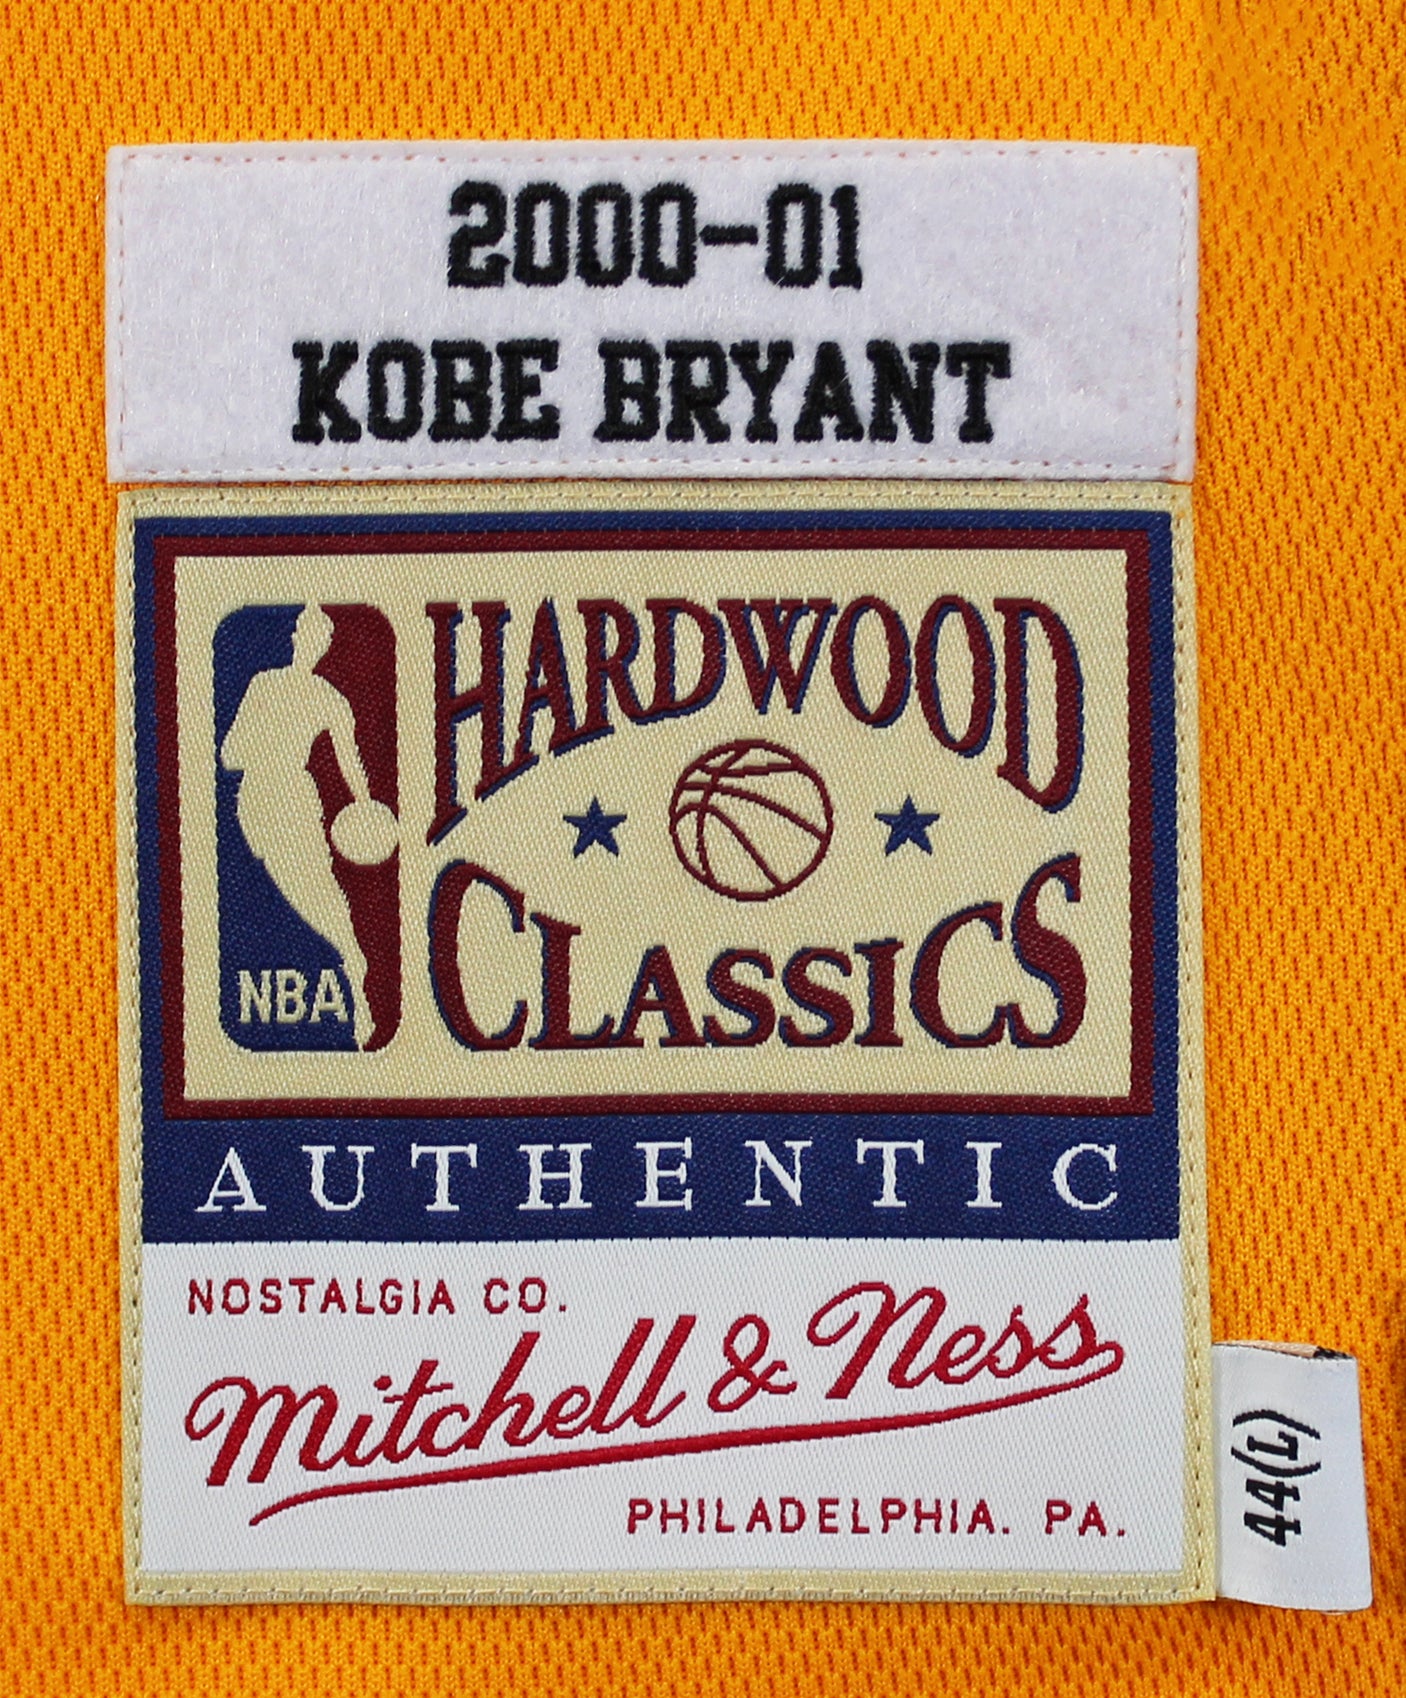 2000-01
KOBE BRYANT
HARDWOOD
CLASSICS
NBA
AUTHENTIC
NOSTALGIA CO.
Mitchell & Ness
PHILADELPHIA. PA.
44(L)